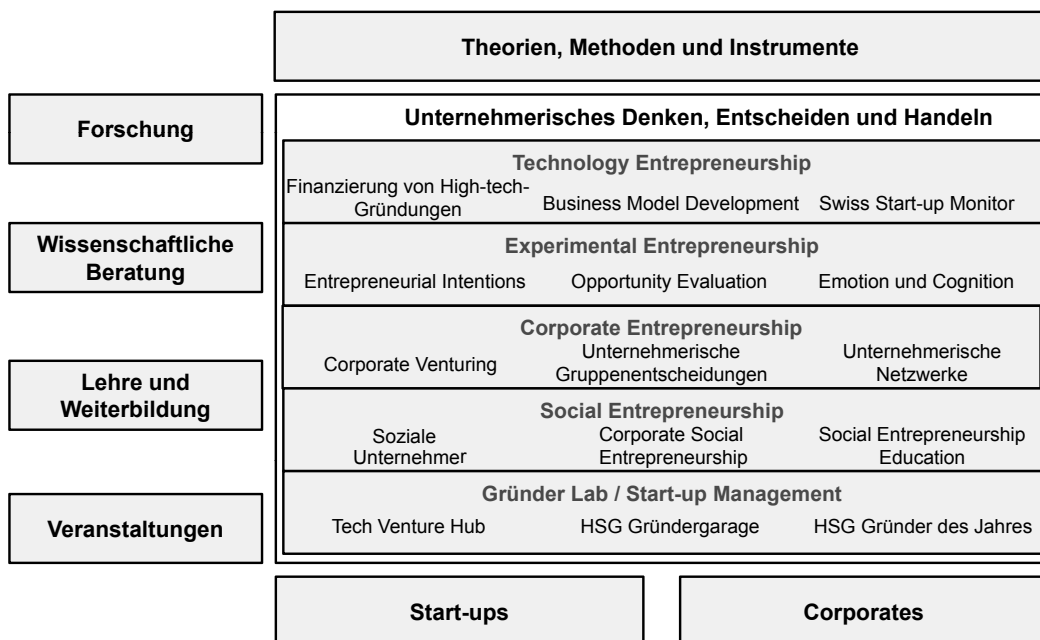 Theorien, Methoden und Instrumente
Forschung
Wissenschaftliche
Beratung
Lehre und
Weiterbildung
Veranstaltungen
Unternehmerisches Denken, Entscheiden und Handeln
Technology Entrepreneurship
Finanzierung von High-tech-
Gründungen
Business Model Development
Swiss Start-up Monitor
Experimental Entrepreneurship
Entrepreneurial Intentions
Opportunity Evaluation
Emotion und Cognition
Corporate Entrepreneurship
Corporate Venturing
Unternehmerische
Gruppenentscheidungen
Unternehmerische
Netzwerke
Social Entrepreneurship
Soziale
Unternehmer
Corporate Social
Entrepreneurship
Social Entrepreneurship
Education
Gründer Lab / Start-up Management
Tech Venture Hub
HSG Gründergarage
HSG Gründer des Jahres
Start-ups
Corporates